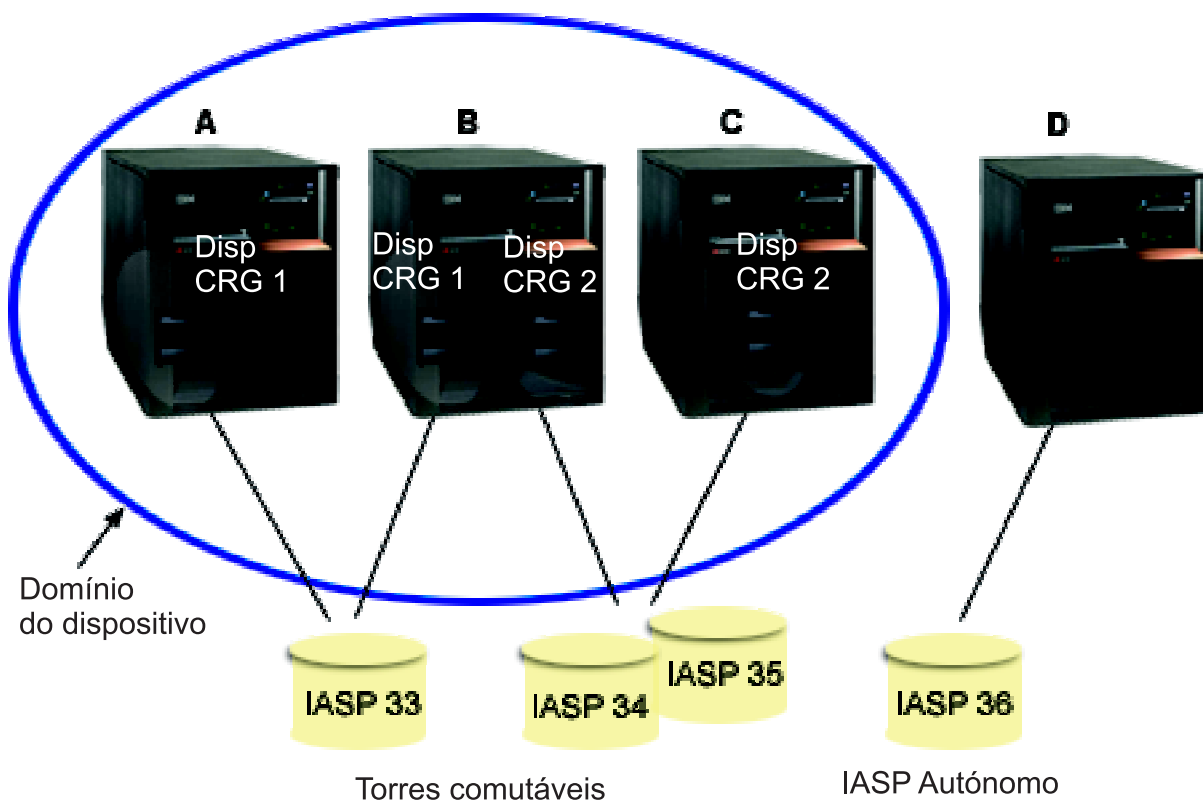 A B C D
Disp
CRG 1
Disp
CRG 1
Disp
CRG 2
Disp
CRG 2
Domínio
do dispositivo
IASP 33
IASP 34
IASP 35
IASP 36
Torres comutáveis
IASP Autónomo